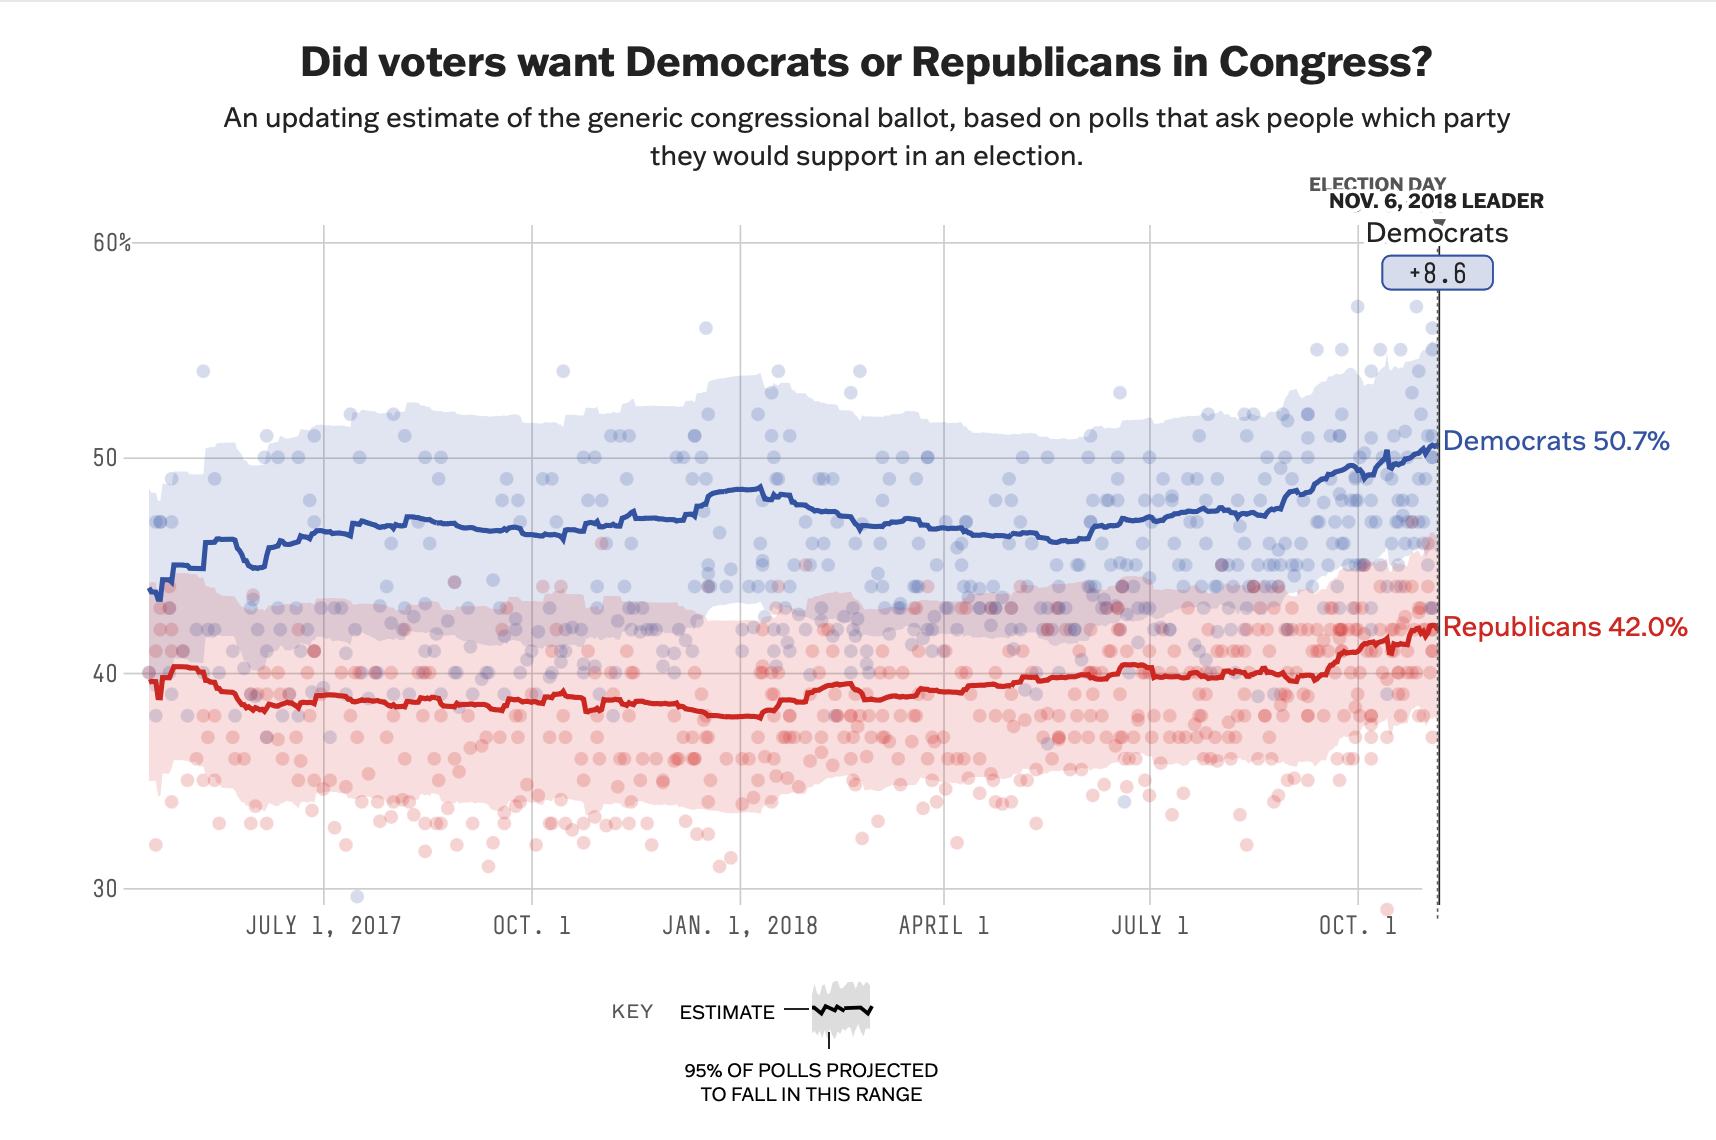 Did voters want Democrats or Republicans in Congress?
An updating estimate of the generic congressional ballot, based on polls that ask people which party
they would support in an election.
ELECTION DAY
NOV. 6, 2018 LEADER
Democrats
+8.6
60%
50
40
30
Democrats 50.7%
Republicans 42.0%
JULY 1, 2017 OCT. 1 JAN. 1, 2018 APRIL 1 JULY 1 OCT. 1
KEY ESTIMATE
95% OF POLLS PROJECTED
TO FALL IN THIS RANGE